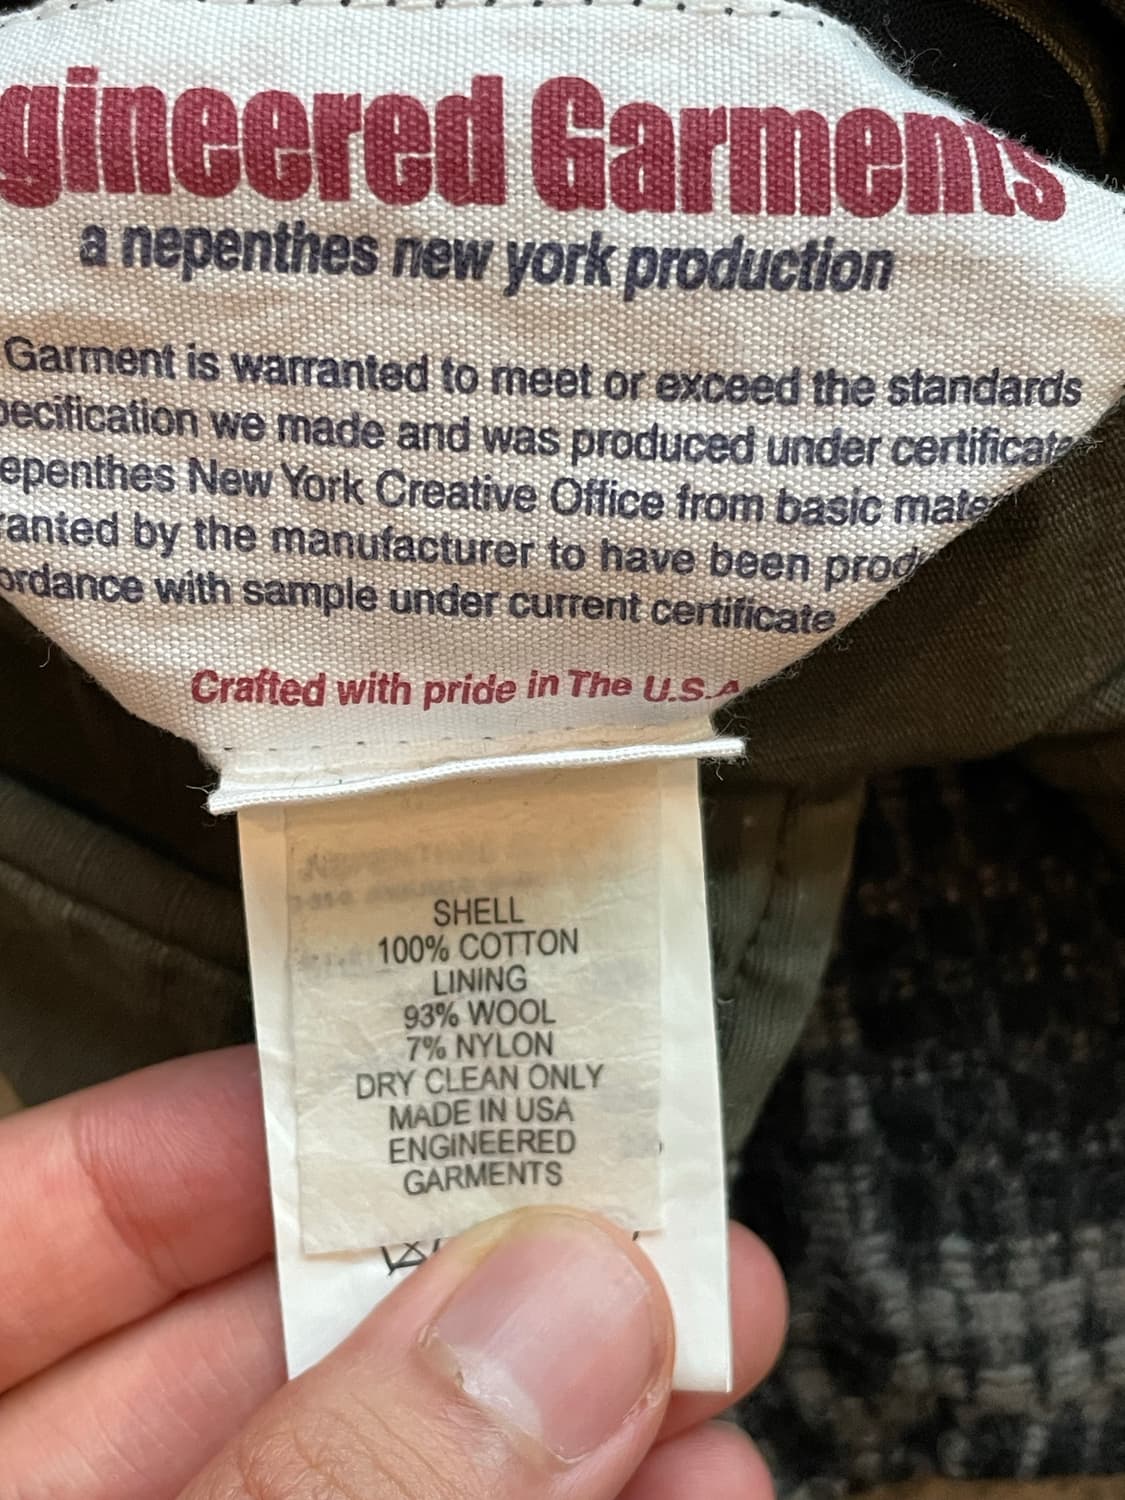 gineered Garments
a nepenthes new york production
Garment is warranted to meet or exceed the standards
pecification we made and was produced under certificate
epenthes New York Creative Office from basic mater
ranted by the manufacturer to have been prod
ordance with sample under current certificate
Crafted with pride in The U.S.A
SHELL
100% COTTON
LINING
93% WOOL
7% NYLON
DRY CLEAN ONLY
MADE IN USA
ENGINEERED
GARMENTS